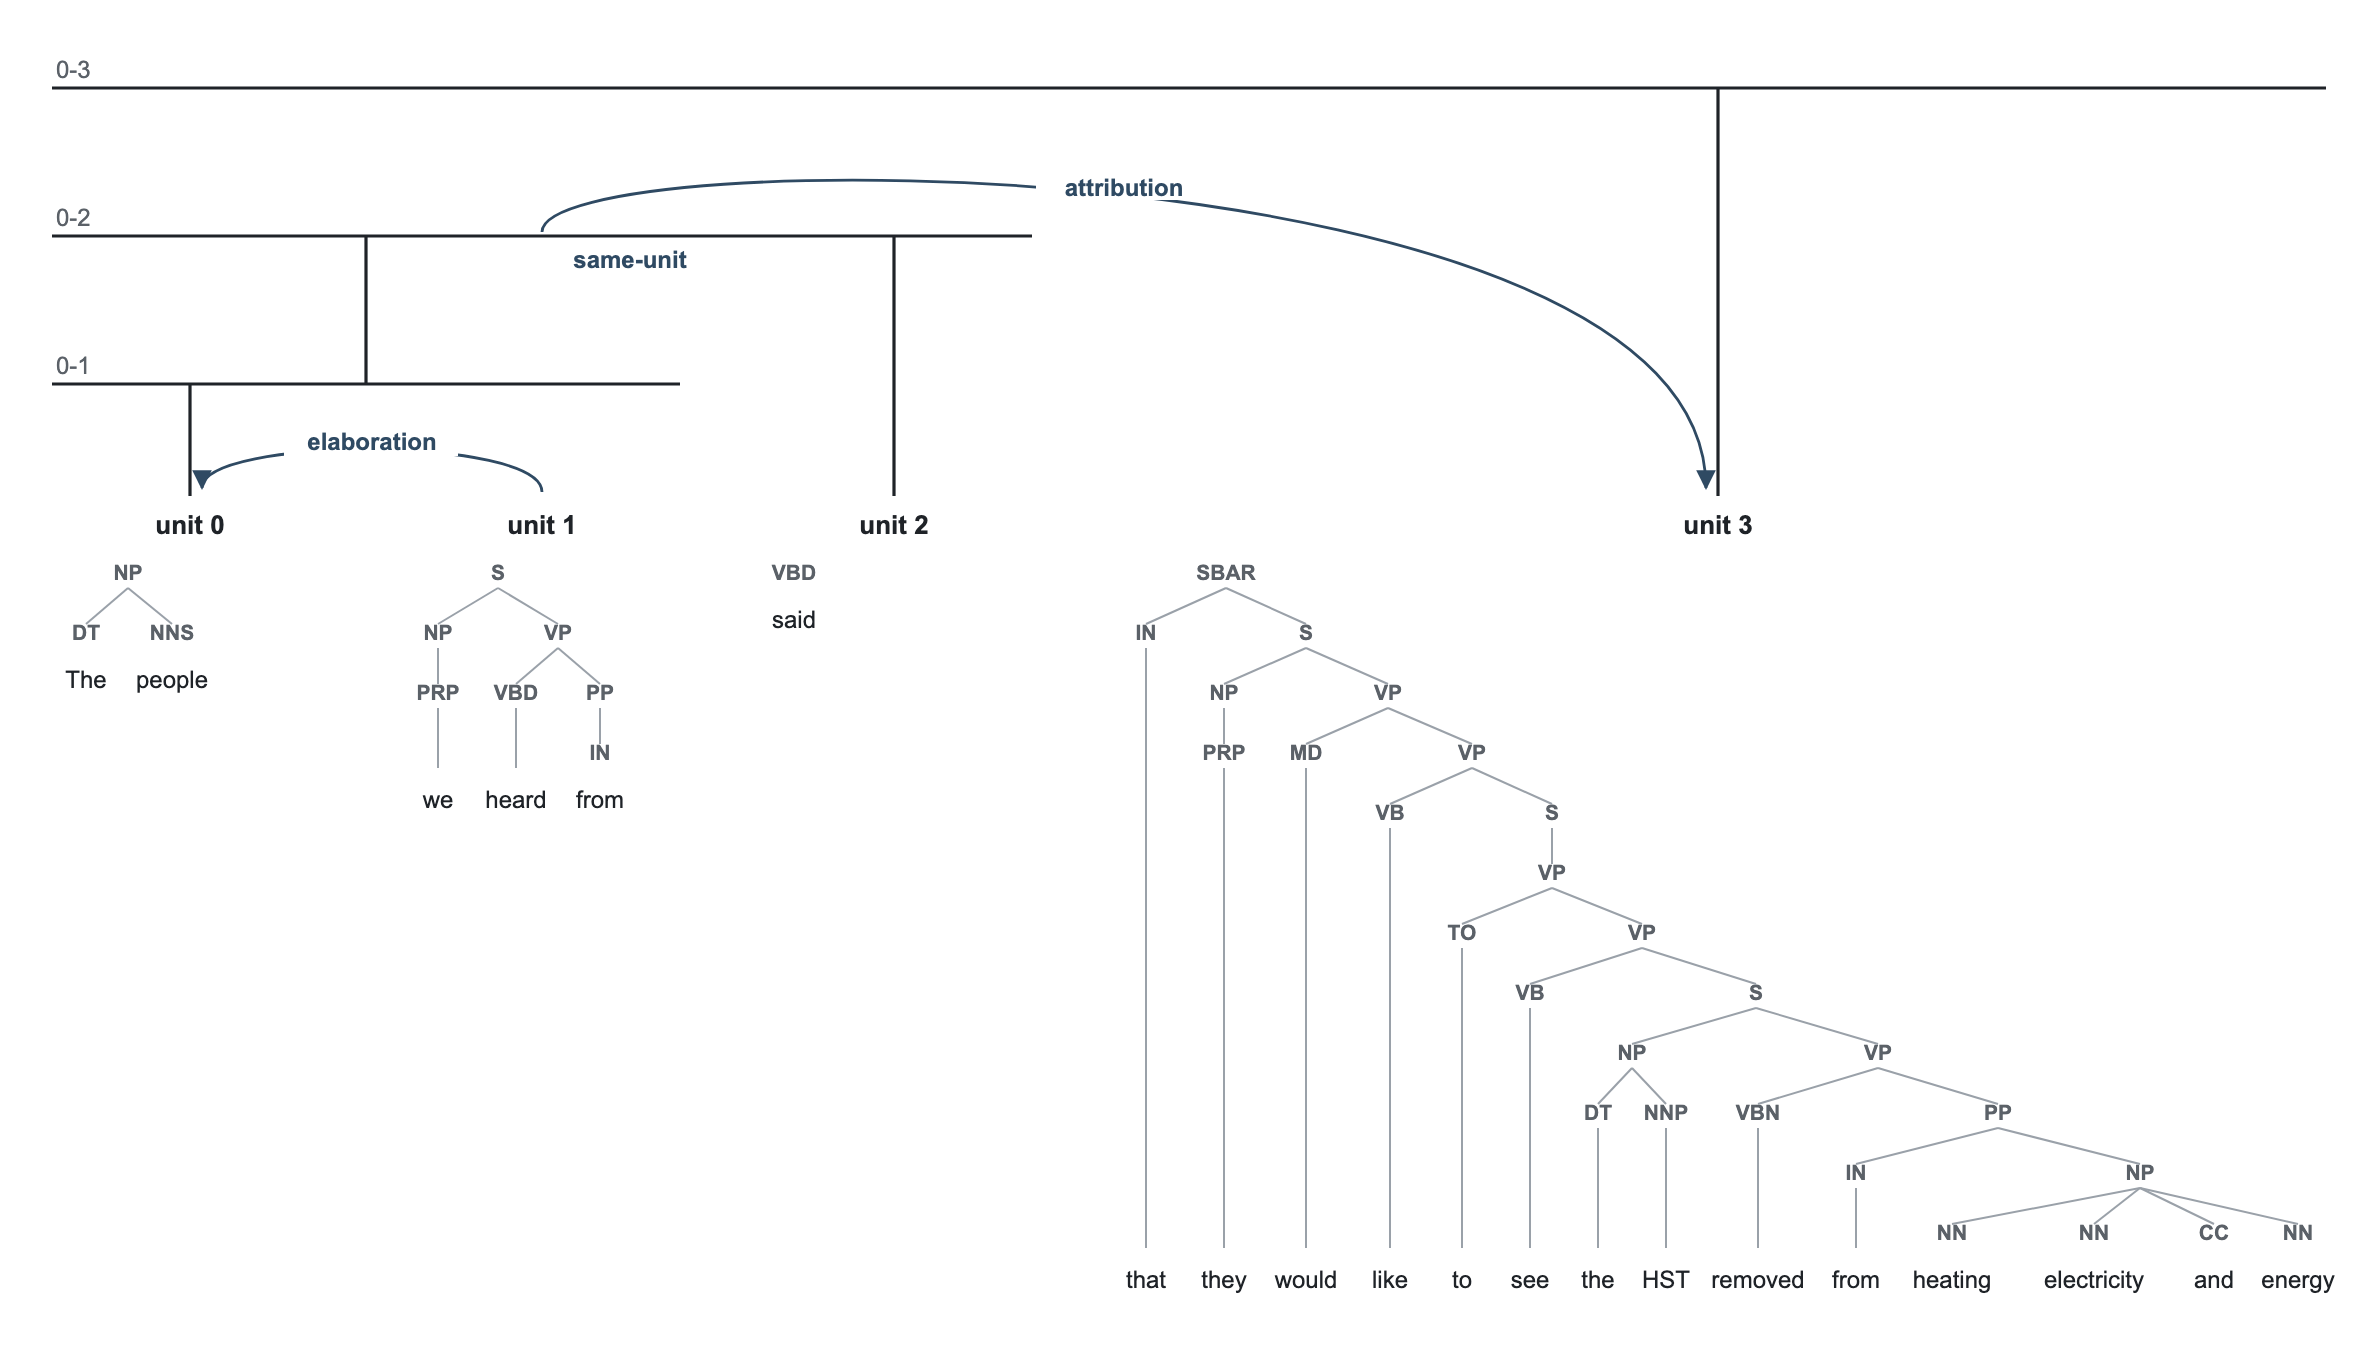 0-3
attribution
0-2
same-unit
0-1
elaboration
unit 0 unit 1 unit 2 unit 3
NP S VBD SBAR
said
DT NNS NP VP IN S
The people
PRP VBD PP NP VP
IN PRP MD VP
we heard from
VB S
VP
TO VP
VB S
NP VP
DT NNP VBN PP
IN NP
NN NN CC NN
that they would like to see the HST removed from heating electricity and energy